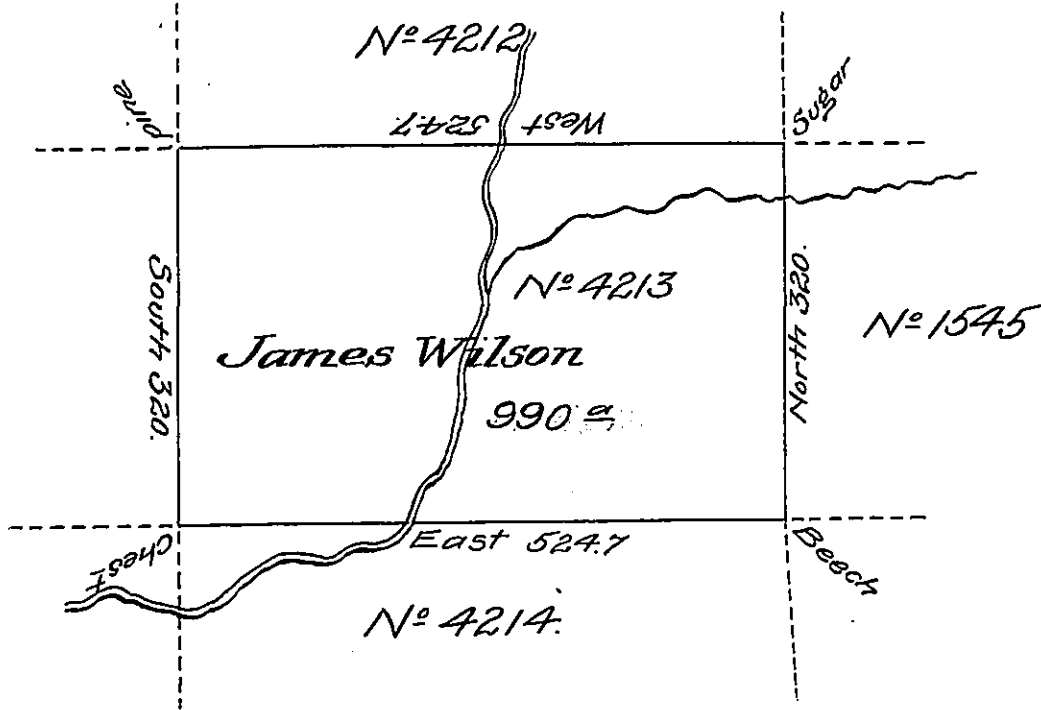 Nº 4212
pine
West 524.7
Sugar
South 320.
Nº 4213
North 320.
Nº 1545
James Wilson
990 a
East 524.7
Chest
Beech
Nº 4214.